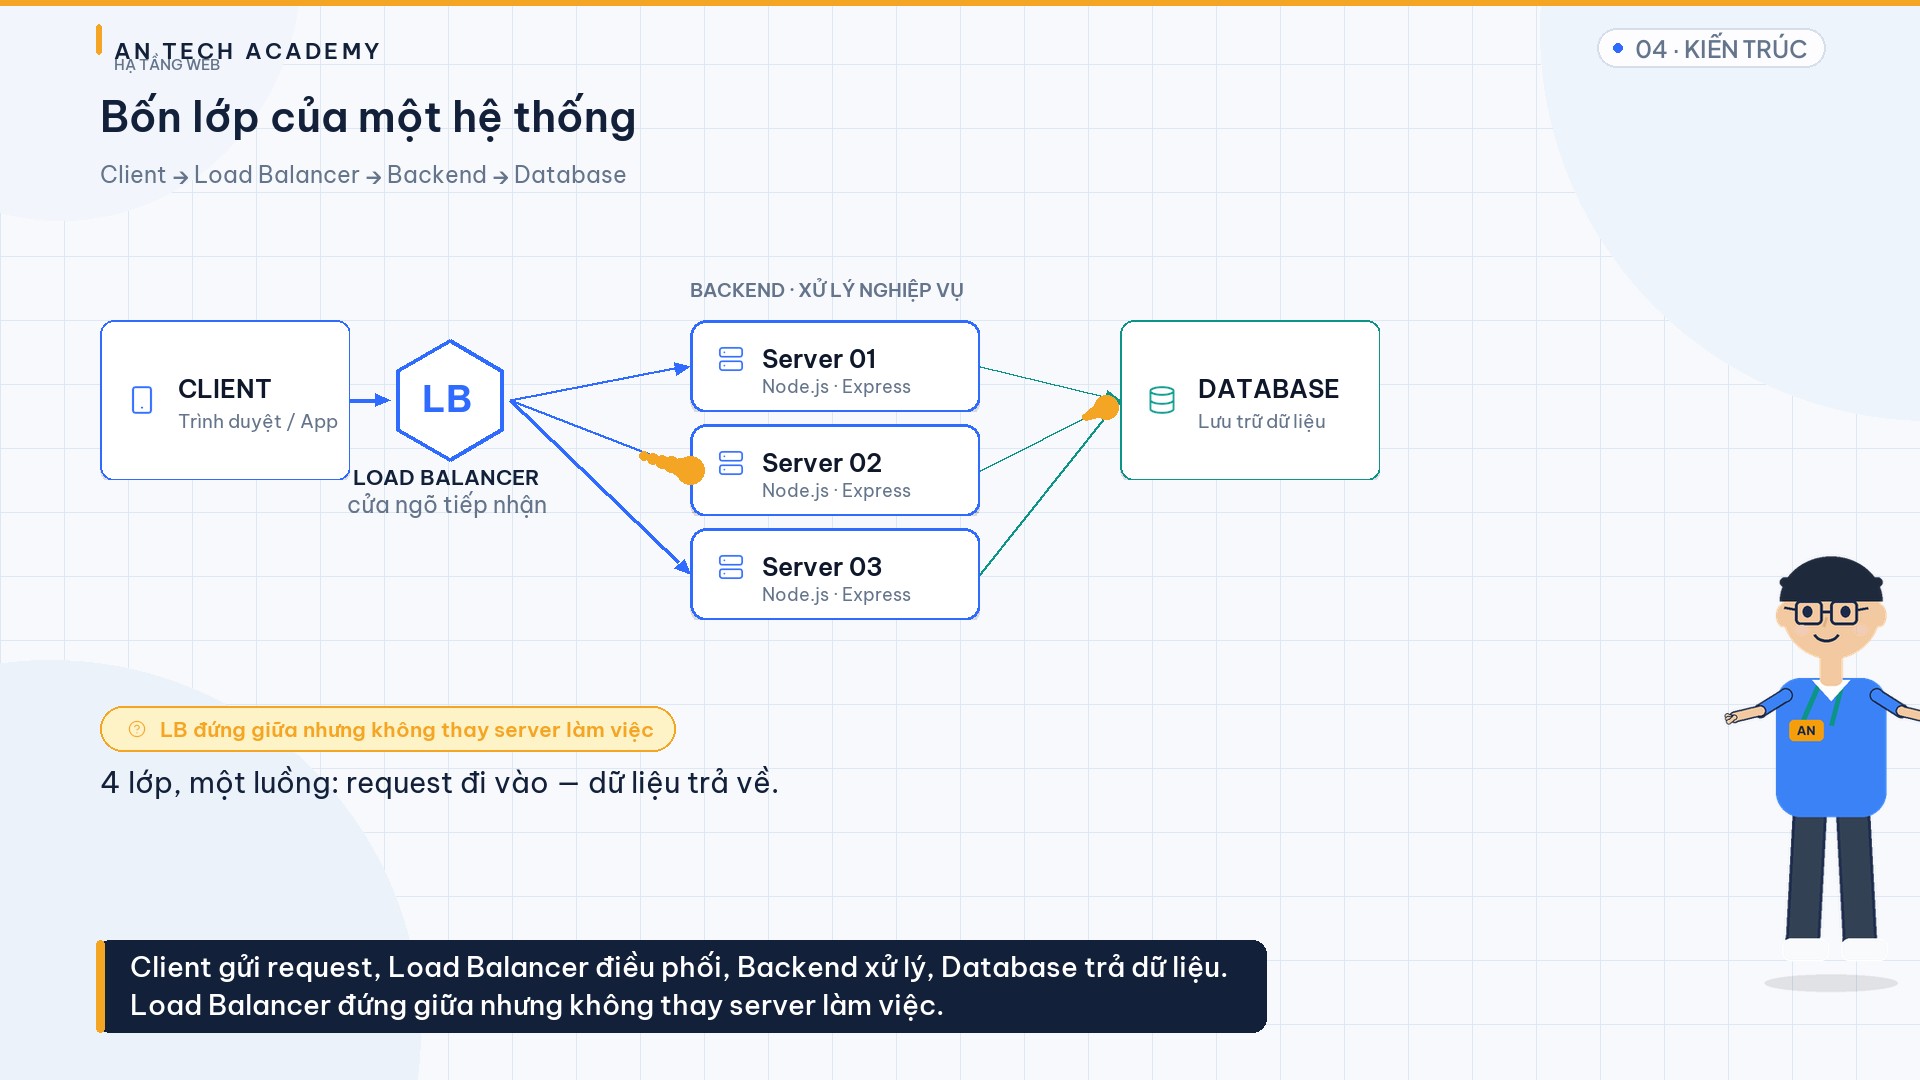 AN TECH ACADEMY
HẠ TẦNG WEB
04 · KIẾN TRÚC
Bốn lớp của một hệ thống
Client → Load Balancer → Backend → Database
BACKEND · XỬ LÝ NGHIỆP VỤ
CLIENT
Trình duyệt / App
LB
LOAD BALANCER
cửa ngõ tiếp nhận
Server 01
Node.js · Express
Server 02
Node.js · Express
Server 03
Node.js · Express
DATABASE
Lưu trữ dữ liệu
AN
LB đứng giữa nhưng không thay server làm việc
4 lớp, một luồng: request đi vào — dữ liệu trả về.
Client gửi request, Load Balancer điều phối, Backend xử lý, Database trả dữ liệu.
Load Balancer đứng giữa nhưng không thay server làm việc.